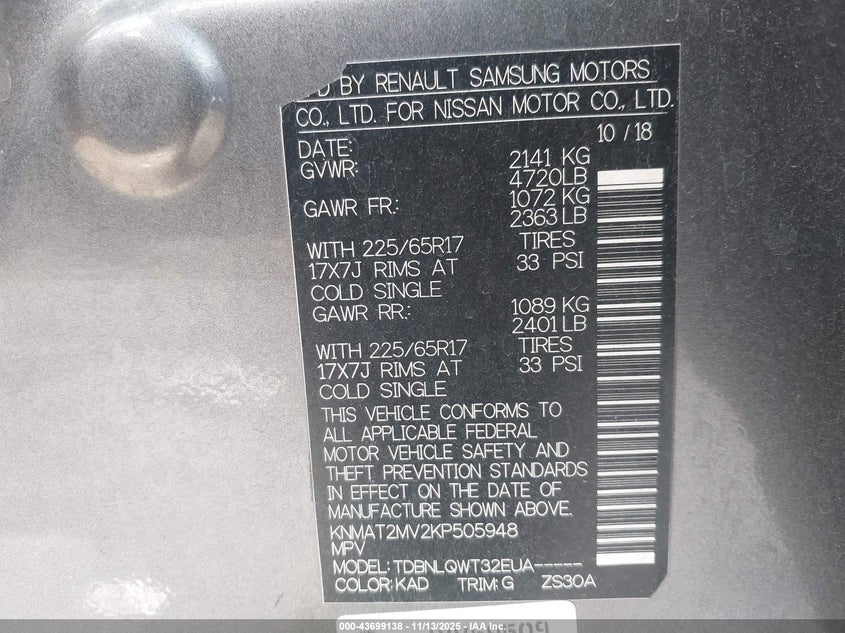 BY RENAULT SAMSUNG MOTORS
CO., LTD. FOR NISSAN MOTOR CO., LTD.
DATE: 10 / 18
GVWR: 2141 KG
4720LB
GAWR FR.: 1072 KG
2363 LB
WITH 225/65R17 TIRES
17X7J RIMS AT 33 PSI
COLD SINGLE
GAWR RR.: 1089 KG
2401 LB
WITH 225/65R17 TIRES
17X7J RIMS AT 33 PSI
COLD SINGLE
THIS VEHICLE CONFORMS TO
ALL APPLICABLE FEDERAL
MOTOR VEHICLE SAFETY AND
THEFT PREVENTION STANDARDS
IN EFFECT ON THE DATE OF
MANUFACTURE SHOWN ABOVE.
KNMAT2MV2KP505948
MPV
MODEL: TDBNLQWT32EUA-----
COLOR: KAD TRIM: G ZS30A
000-43699138 - 11/13/2025 - IAA Inc.